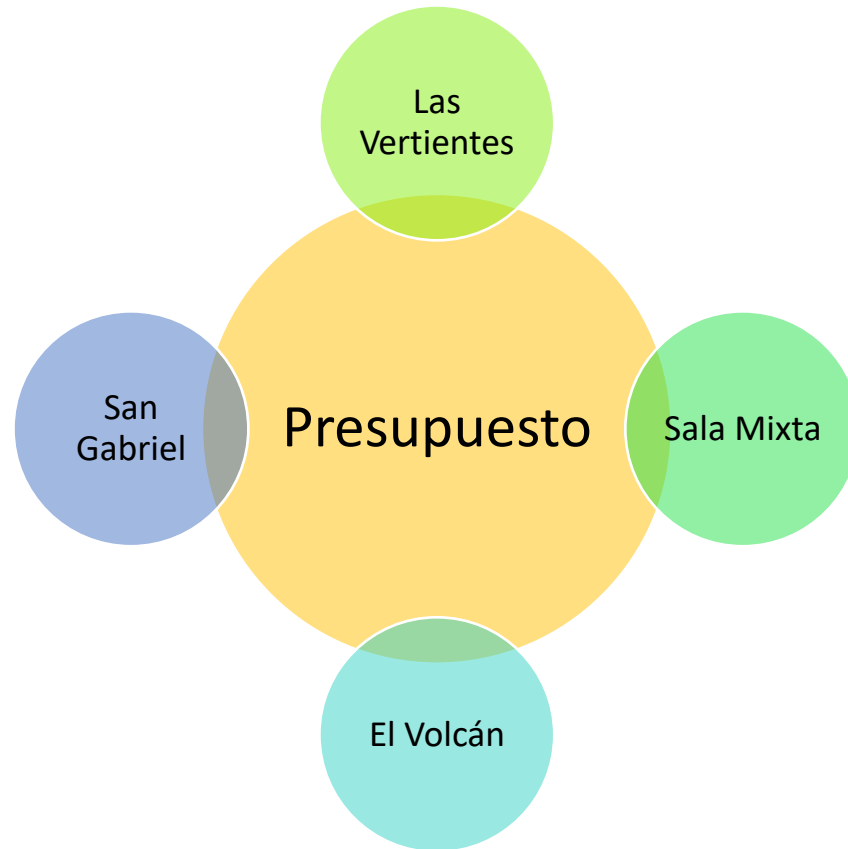 Las
Vertientes
San
Gabriel
Presupuesto
Sala Mixta
El Volcán